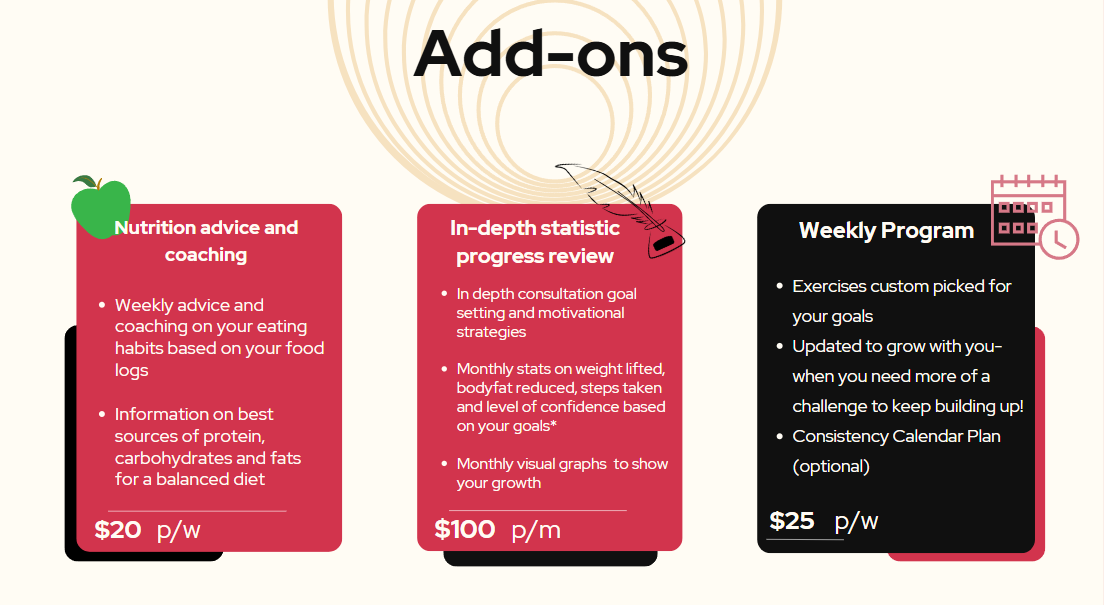 Add-ons
Nutrition advice and
coaching
• Weekly advice and
coaching on your eating
habits based on your food
logs
• Information on best
sources of protein,
carbohydrates and fats
for a balanced diet
$20 p/w
In-depth statistic
progress review
• In depth consultation goal
setting and motivational
strategies
• Monthly stats on weight lifted,
bodyfat reduced, steps taken
and level of confidence based
on your goals*
• Monthly visual graphs to show
your growth
$100 p/m
Weekly Program
• Exercises custom picked for
your goals
• Updated to grow with you-
when you need more of a
challenge to keep building up!
• Consistency Calendar Plan
(optional)
$25 p/w